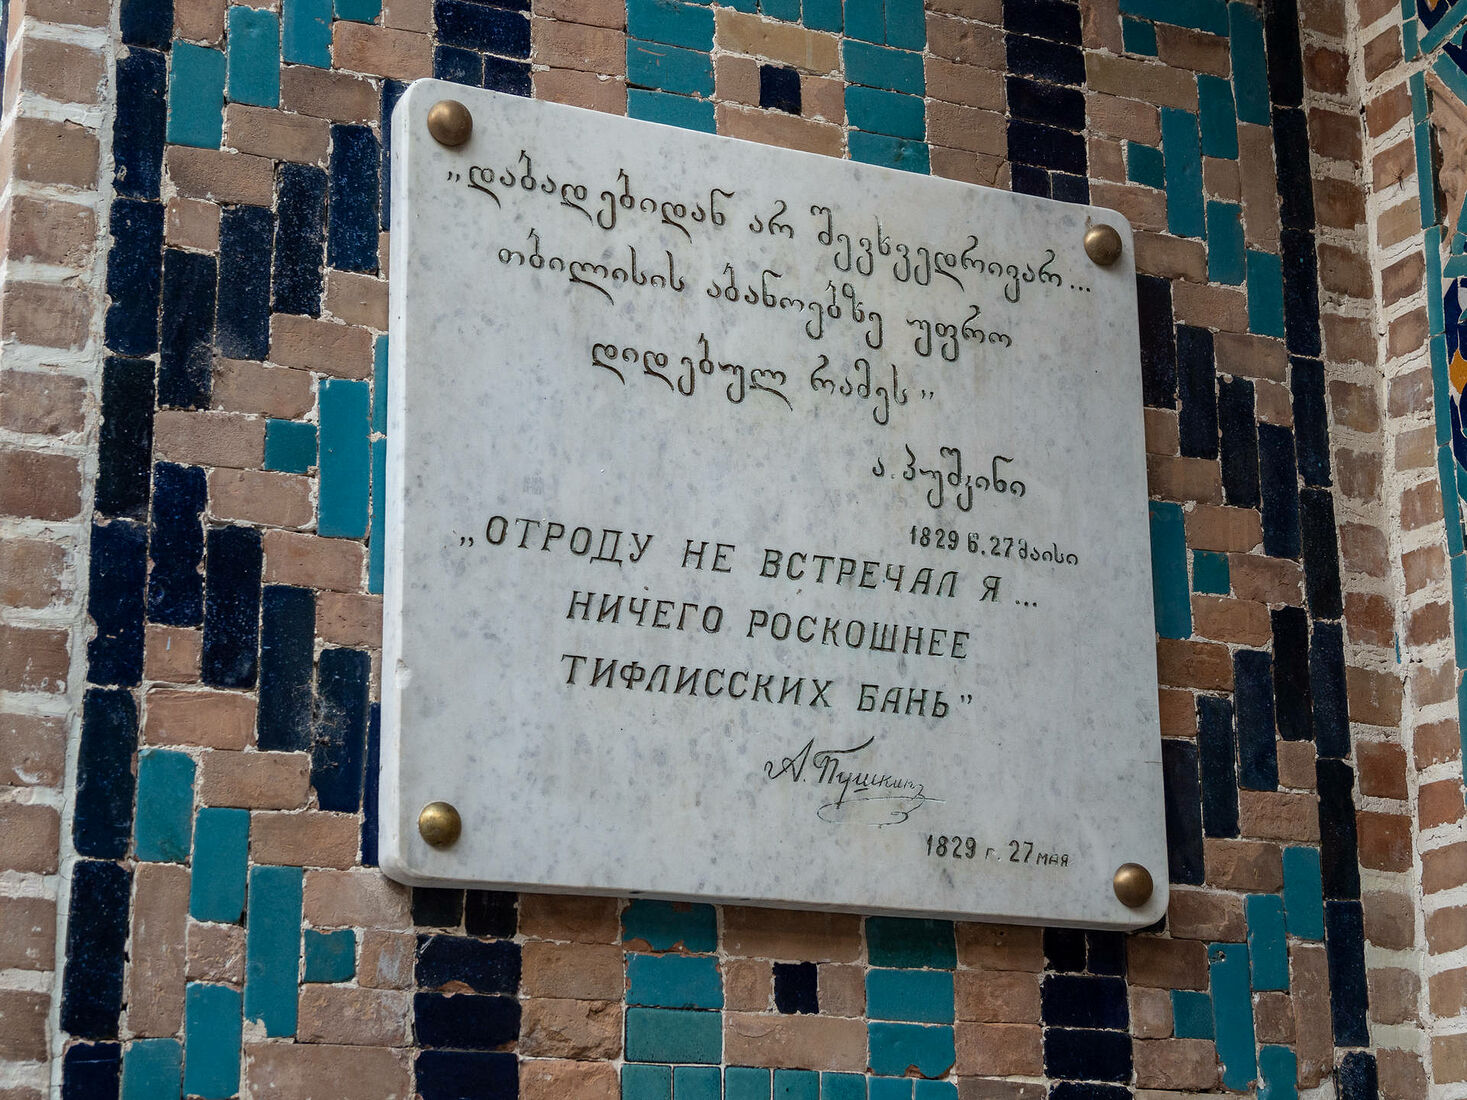 „დაბადებიდან არ შევხვედრივარ...
თბილისის აბანოებზე უფრო
დიდებულ რამეს”
ა. პუშკინი
1829 წ. 27 მაისი
„ОТРОДУ НЕ ВСТРЕЧАЛ Я...
НИЧЕГО РОСКОШНЕЕ
ТИФЛИССКИХ БАНЬ”
А. Пушкин
1829 г. 27 мая